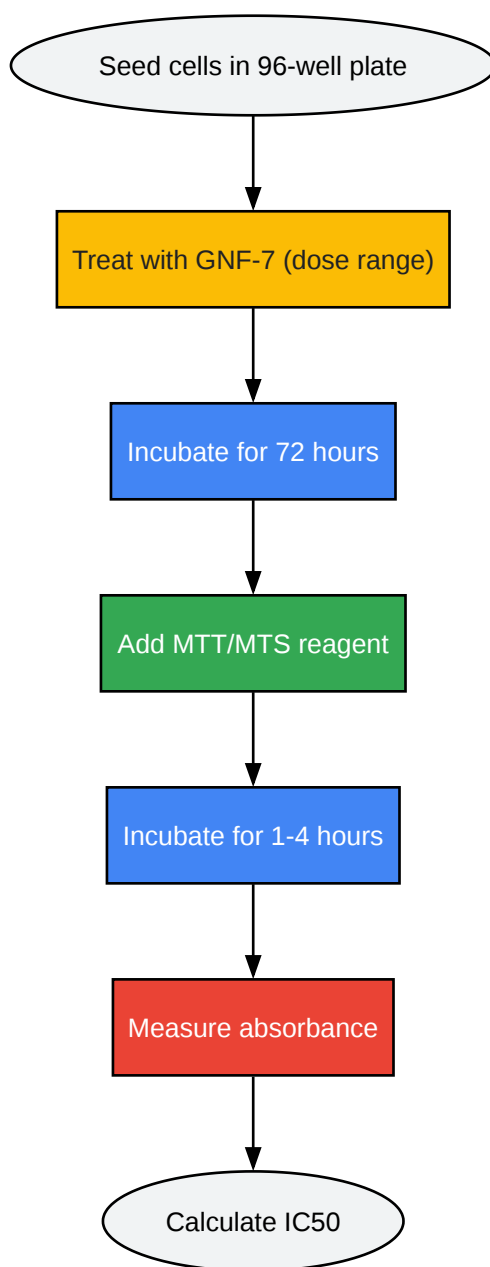 Seed cells in 96-well plate
Treat with GNF-7 (dose range)
Incubate for 72 hours
Add MTT/MTS reagent
Incubate for 1-4 hours
Measure absorbance
Calculate IC50